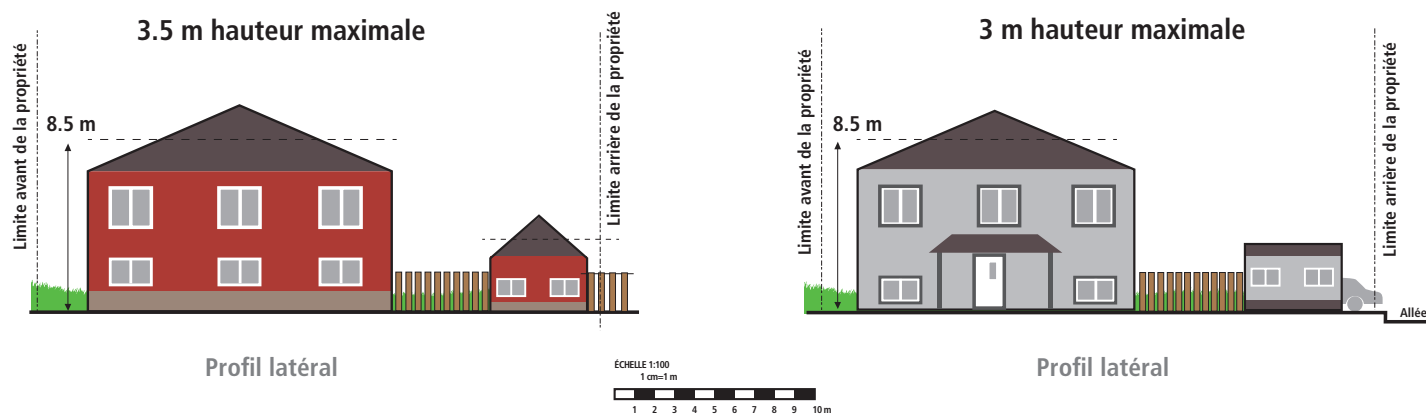 3.5 m hauteur maximale
Limite avant de la propriété
8.5 m
Limite arrière de la propriété
Profil latéral
3 m hauteur maximale
Limite avant de la propriété
8.5 m
Limite arrière de la propriété
Allée
Profil latéral
ÉCHELLE 1:100
1 cm=1 m
1 2 3 4 5 6 7 8 9 10 m